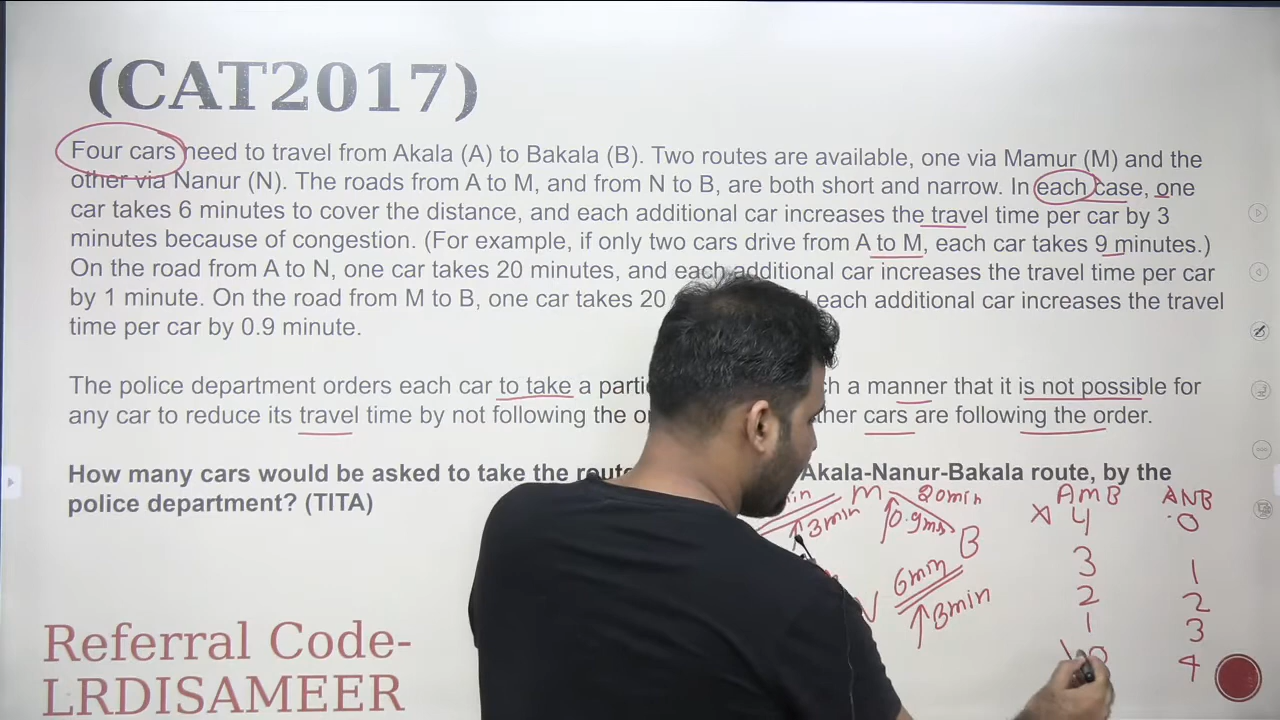 (CAT2017)
Four cars need to travel from Akala (A) to Bakala (B). Two routes are available, one via Mamur (M) and the
other via Nanur (N). The roads from A to M, and from N to B, are both short and narrow. In each case, one
car takes 6 minutes to cover the distance, and each additional car increases the travel time per car by 3
minutes because of congestion. (For example, if only two cars drive from A to M, each car takes 9 minutes.)
On the road from A to N, one car takes 20 minutes, and each additional car increases the travel time per car
by 1 minute. On the road from M to B, one car takes 20 each additional car increases the travel
time per car by 0.9 minute.
The police department orders each car to take a a manner that it is not possible for
any car to reduce its travel time by not following the cars are following the order.
How many cars would be asked to take the Akala-Nanur-Bakala route, by the
police department? (TITA)
M 20min AMB ANB
3min 0.9min X 4 0
B
6min 3 1
3min 2 2
1 3
0 4
Referral Code-
LRDISAMEER